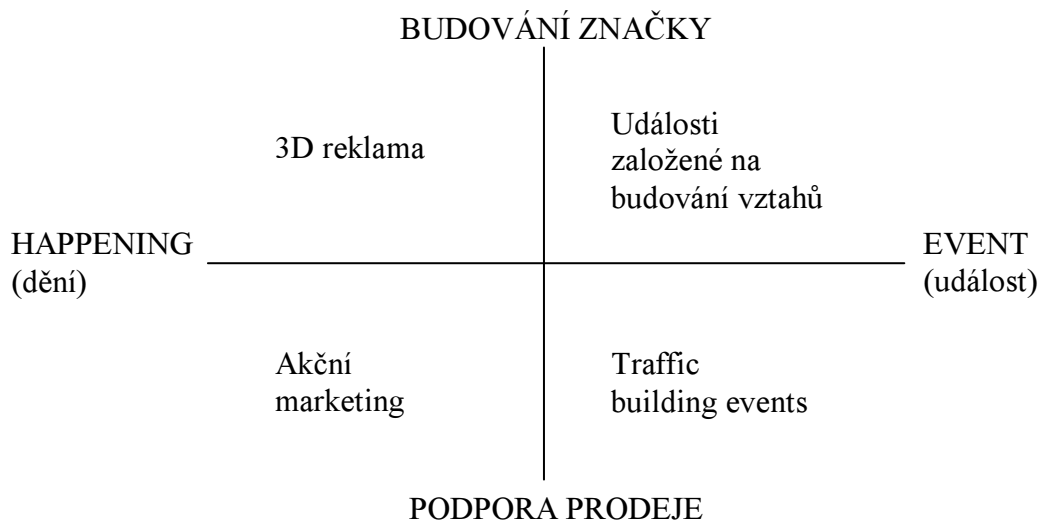 BUDOVÁNÍ ZNAČKY
3D reklama
Události
založené na
budování vztahů
HAPPENING
(dění)
EVENT
(událost)
Akční
marketing
Traffic
building events
PODPORA PRODEJE